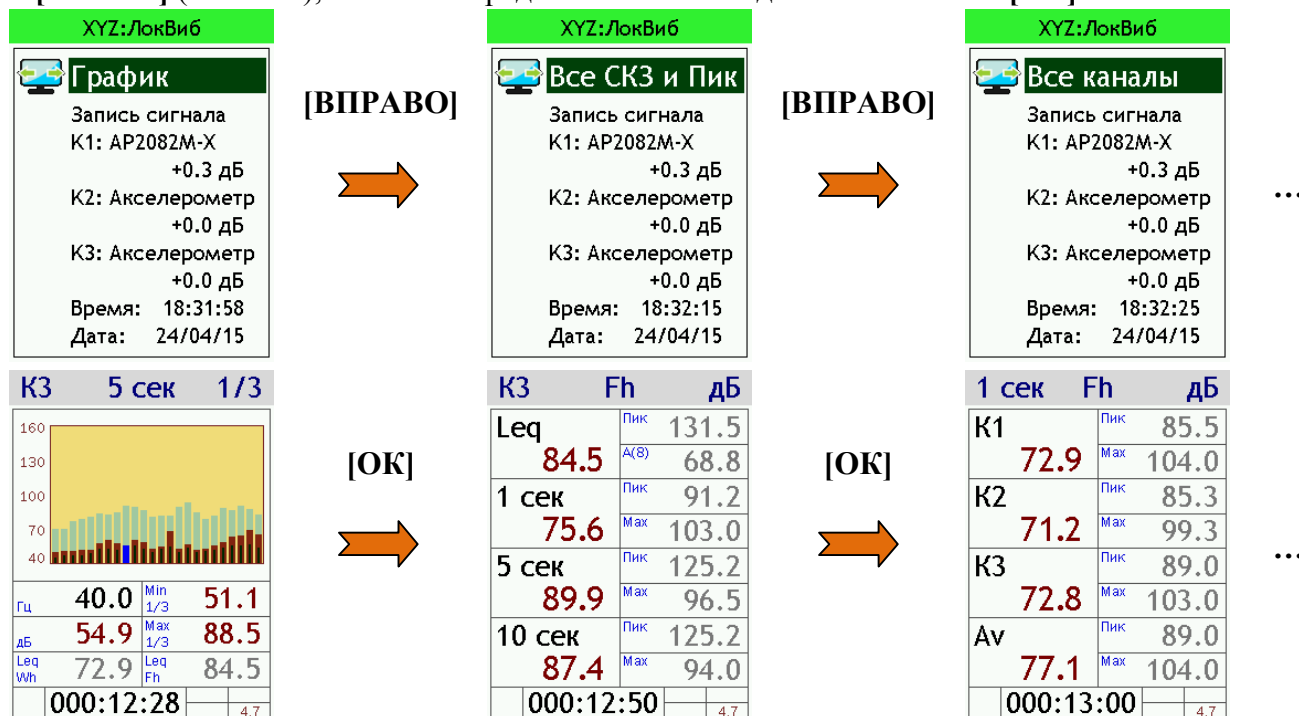 XYZ:ЛокВиб
График
Запись сигнала
К1: AP2082M-X
+0.3 дБ
К2: Акселерометр
+0.0 дБ
К3: Акселерометр
+0.0 дБ
Время: 18:31:58
Дата: 24/04/15
[ВПРАВО]
XYZ:ЛокВиб
Все СКЗ и Пик
Запись сигнала
К1: AP2082M-X
+0.3 дБ
К2: Акселерометр
+0.0 дБ
К3: Акселерометр
+0.0 дБ
Время: 18:32:15
Дата: 24/04/15
[ВПРАВО]
XYZ:ЛокВиб
Все каналы
Запись сигнала
К1: AP2082M-X
+0.3 дБ
К2: Акселерометр
+0.0 дБ
К3: Акселерометр
+0.0 дБ
Время: 18:32:25
Дата: 24/04/15
...
К3 5 сек 1/3
160
130
100
70
40
Гц 40.0 Min 1/3 51.1
дБ 54.9 Max 1/3 88.5
Leq Wh 72.9 Leq Fh 84.5
000:12:28 4.7
[ОК]
К3 Fh дБ
Leq Пик 131.5
84.5 A(8) 68.8
1 сек Пик 91.2
75.6 Max 103.0
5 сек Пик 125.2
89.9 Max 96.5
10 сек Пик 125.2
87.4 Max 94.0
000:12:50 4.7
[ОК]
1 сек Fh дБ
К1 Пик 85.5
72.9 Max 104.0
К2 Пик 85.3
71.2 Max 99.3
К3 Пик 89.0
72.8 Max 103.0
Av Пик 89.0
77.1 Max 104.0
000:13:00 4.7
...